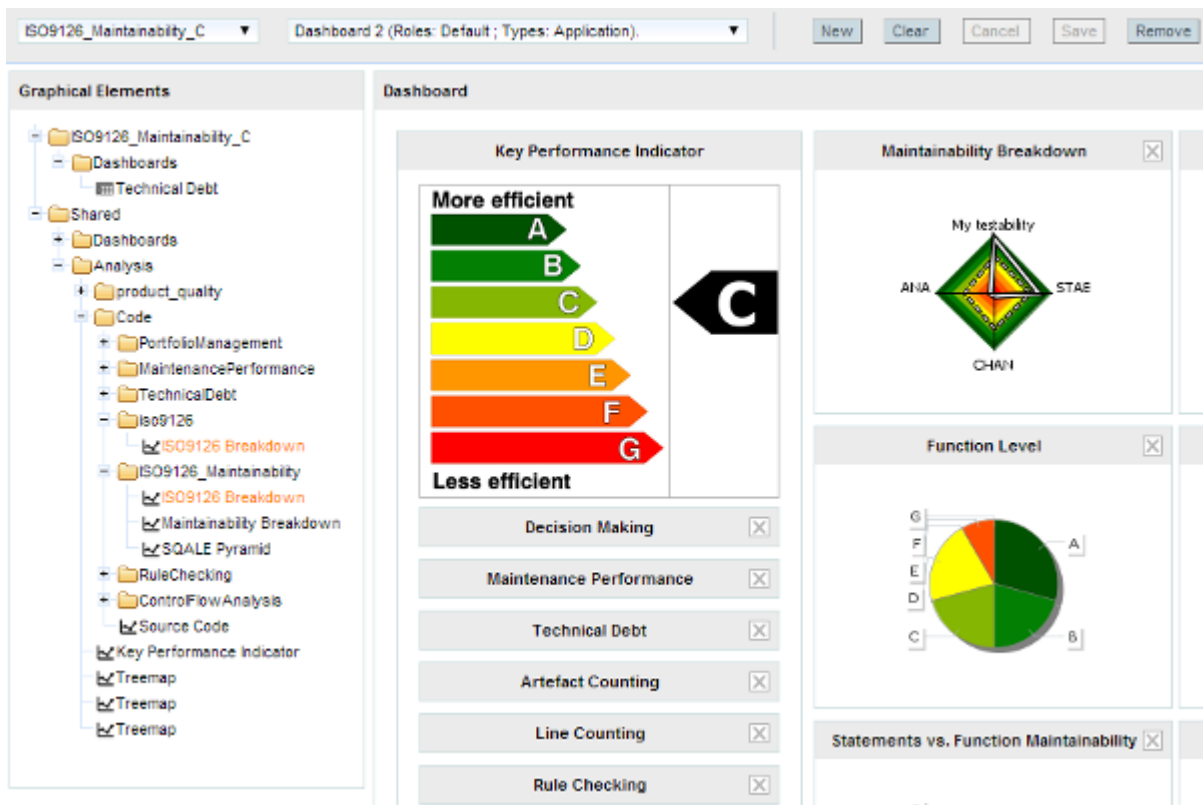 ISO9126_Maintainability_C
Dashboard 2 (Roles: Default ; Types: Application).
New
Clear
Cancel
Save
Remove
Graphical Elements
ISO9126_Maintainability_C
Dashboards
Technical Debt
Shared
Dashboards
Analysis
product_quality
Code
PortfolioManagement
MaintenancePerformance
TechnicalDebt
iso9126
ISO9126 Breakdown
ISO9126_Maintainability
ISO9126 Breakdown
Maintainability Breakdown
SQALE Pyramid
RuleChecking
ControlFlowAnalysis
Source Code
Key Performance Indicator
Treemap
Treemap
Treemap
Dashboard
Key Performance Indicator
More efficient
A
B
C
D
E
F
G
Less efficient
C
Decision Making
Maintenance Performance
Technical Debt
Artefact Counting
Line Counting
Rule Checking
Maintainability Breakdown
My testability
ANA
STAB
CHAN
Function Level
G
F
E
D
C
A
B
Statements vs. Function Maintainability